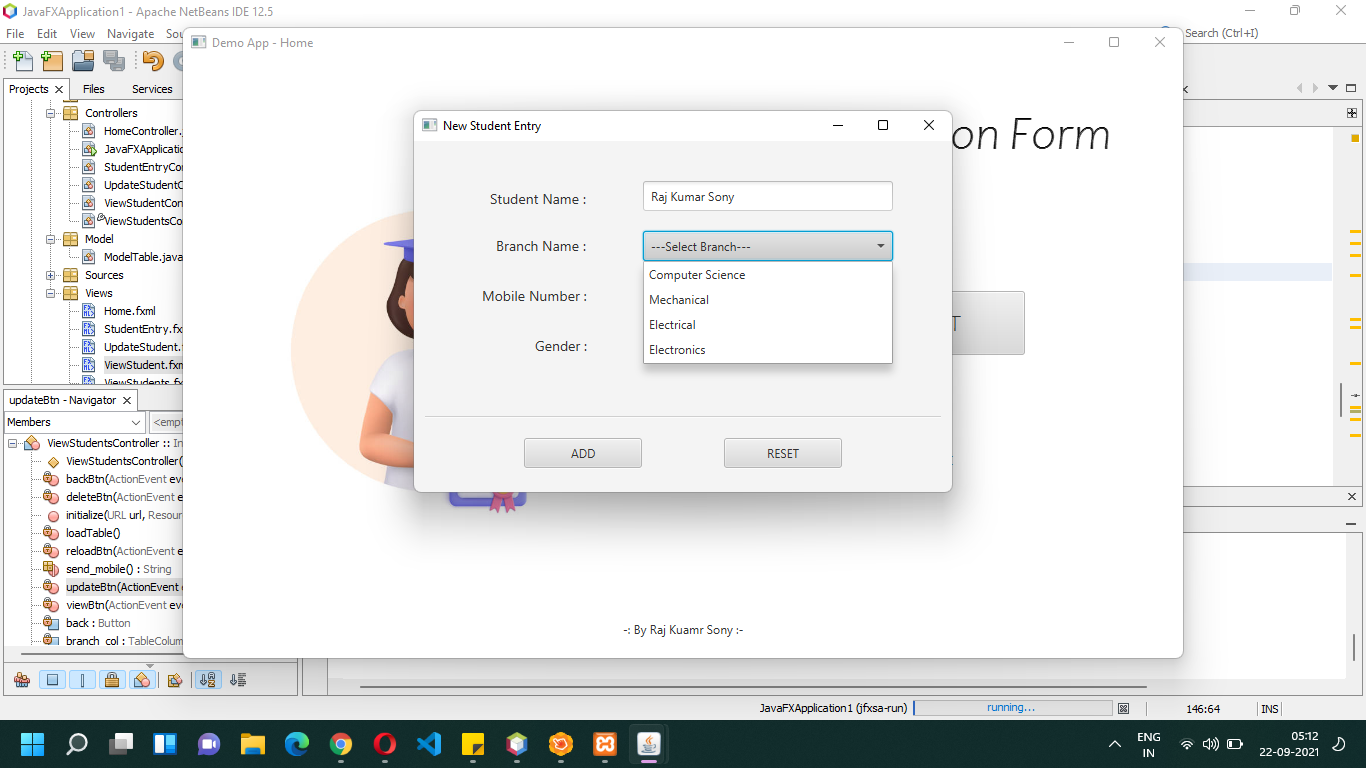 JavaFXApplication1 - Apache NetBeans IDE 12.5
File Edit View Navigate Sou
Search (Ctrl+I)
Demo App - Home
Projects Files Services
Controllers
HomeController.j
JavaFXApplicatio
StudentEntryCon
UpdateStudentC
ViewStudentCont
ViewStudentsCo
Model
ModelTable.java
Sources
Views
Home.fxml
StudentEntry.fx
UpdateStudent.
ViewStudent.fxm
ViewStudents.fx
on Form
T
New Student Entry
Student Name :
Raj Kumar Sony
Branch Name :
---Select Branch---
Computer Science
Mechanical
Electrical
Electronics
Mobile Number :
Gender :
ADD
RESET
-: By Raj Kuamr Sony :-
updateBtn - Navigator
Members
<empt
ViewStudentsController :: In
ViewStudentsController(
backBtn(ActionEvent eve
deleteBtn(ActionEvent e
initialize(URL url, Resour
loadTable()
reloadBtn(ActionEvent e
send_mobile() : String
updateBtn(ActionEvent
viewBtn(ActionEvent eve
back : Button
branch_col : TableColum
JavaFXApplication1 (jfxsa-run)
running...
146:64
INS
ENG
IN
05:12
22-09-2021